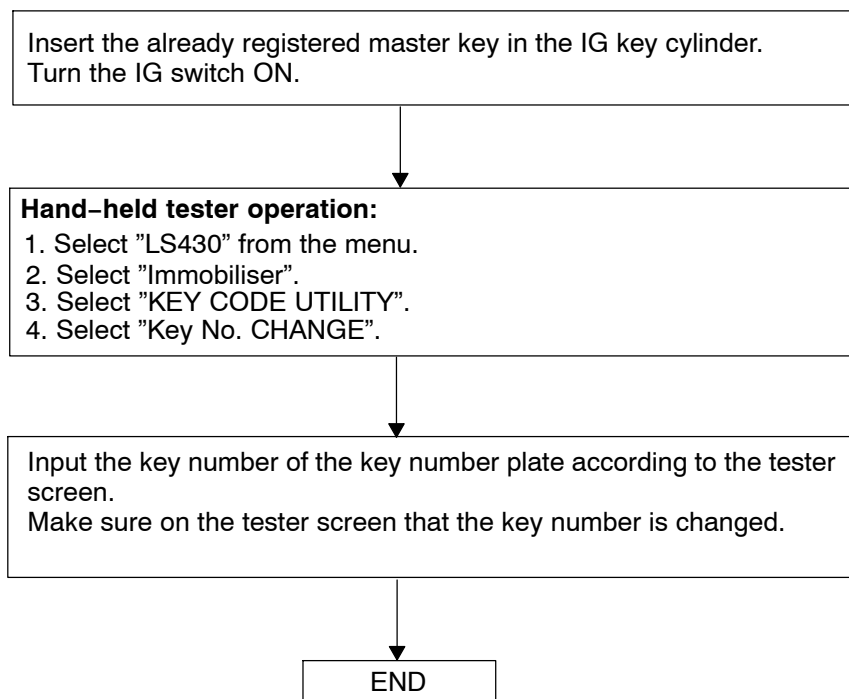 Insert the already registered master key in the IG key cylinder.
Turn the IG switch ON.
Hand−held tester operation:
1. Select ”LS430” from the menu.
2. Select ”Immobiliser”.
3. Select ”KEY CODE UTILITY”.
4. Select ”Key No. CHANGE”.
Input the key number of the key number plate according to the tester
screen.
Make sure on the tester screen that the key number is changed.
END